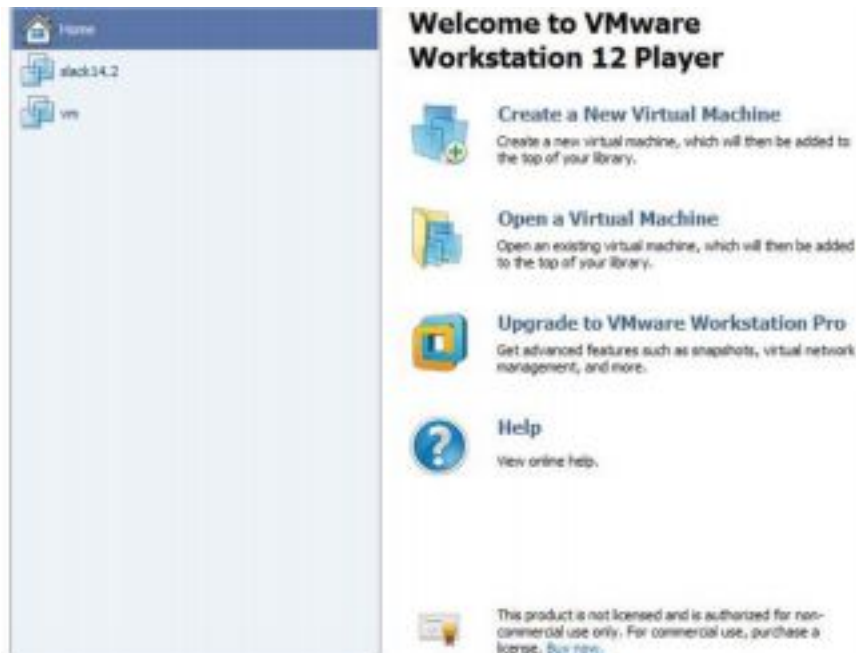 Home
slack14.2
vm
Welcome to VMware
Workstation 12 Player
Create a New Virtual Machine
Create a new virtual machine, which will then be added to
the top of your library.
Open a Virtual Machine
Open an existing virtual machine, which will then be added
to the top of your library.
Upgrade to VMware Workstation Pro
Get advanced features such as snapshots, virtual network
management, and more.
Help
View online help.
This product is not licensed and is authorized for non-
commercial use only. For commercial use, purchase a
license. Buy now.